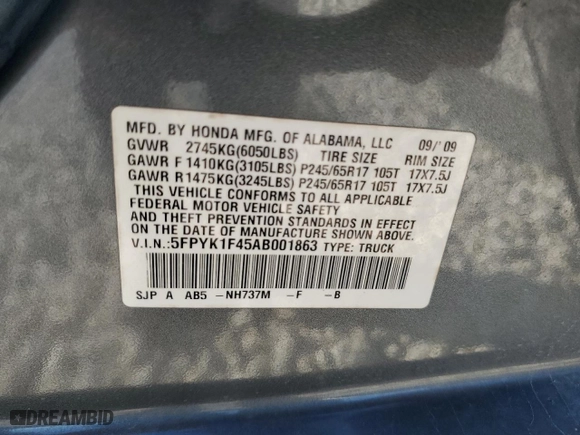 MFD. BY HONDA MFG. OF ALABAMA, LLC 09/'09
GVWR 2745KG(6050LBS) TIRE SIZE RIM SIZE
GAWR F 1410KG(3105LBS) P245/65R17 105T 17X7.5J
GAWR R1475KG(3245LBS) P245/65R17 105T 17X7.5J
THIS VEHICLE CONFORMS TO ALL APPLICABLE
FEDERAL MOTOR VEHICLE SAFETY
AND THEFT PREVENTION STANDARDS IN EFFECT
ON THE DATE OF MANUFACTURE SHOWN ABOVE.
V.I.N.:5FPYK1F45AB001863 TYPE: TRUCK
SJP A AB5 -NH737M -F -B
DREAMBID